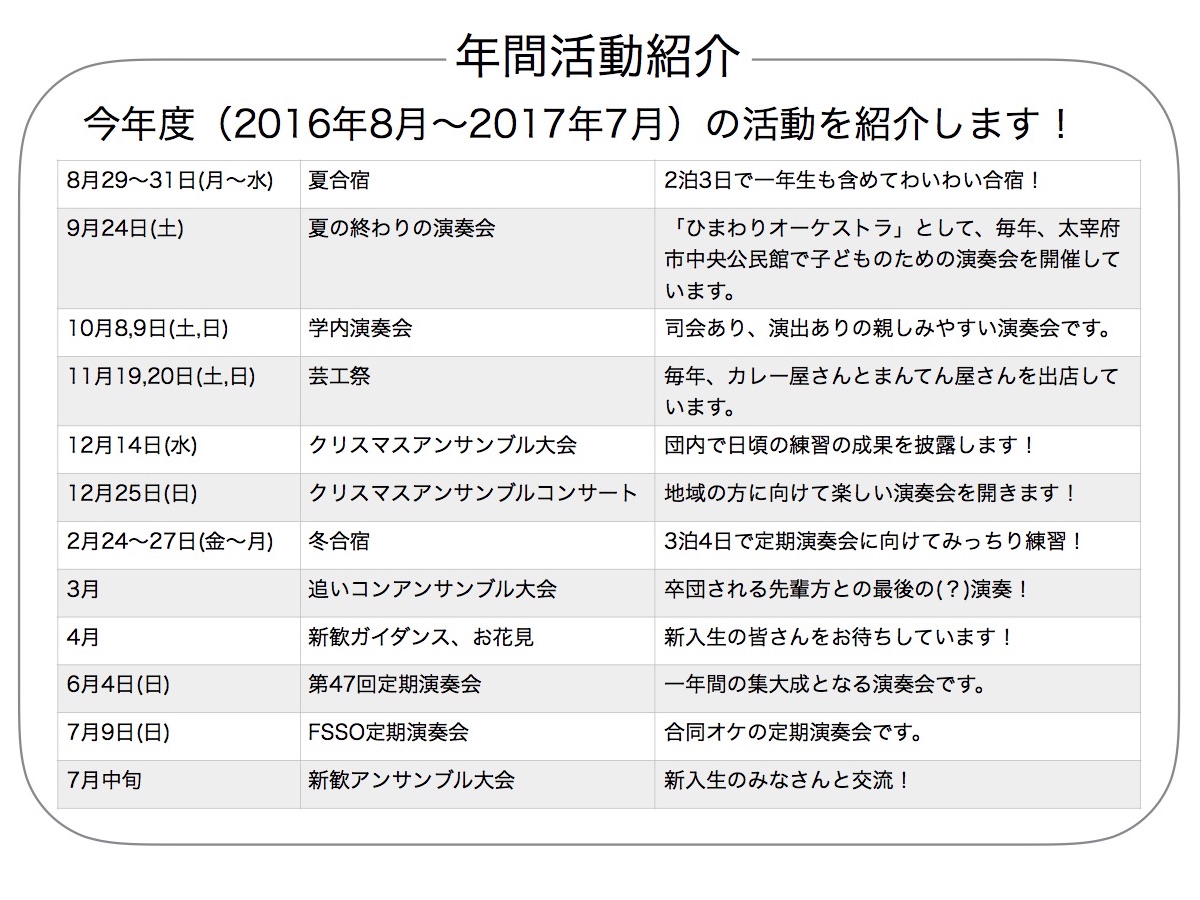 年間活動紹介
今年度（2016年8月〜2017年7月）の活動を紹介します！
8月29〜31日(月〜水) 夏合宿 2泊3日で一年生も含めてわいわい合宿！
9月24日(土) 夏の終わりの演奏会 「ひまわりオーケストラ」として、毎年、太宰府
市中央公民館で子どものための演奏会を開催して
います。
10月8,9日(土,日) 学内演奏会 司会あり、演出ありの親しみやすい演奏会です。
11月19,20日(土,日) 芸工祭 毎年、カレー屋さんとまんてん屋さんを出店して
います。
12月14日(水) クリスマスアンサンブル大会 団内で日頃の練習の成果を披露します！
12月25日(日) クリスマスアンサンブルコンサート 地域の方に向けて楽しい演奏会を開きます！
2月24〜27日(金〜月) 冬合宿 3泊4日で定期演奏会に向けてみっちり練習！
3月 追いコンアンサンブル大会 卒団される先輩方との最後の(？)演奏！
4月 新歓ガイダンス、お花見 新入生の皆さんをお待ちしています！
6月4日(日) 第47回定期演奏会 一年間の集大成となる演奏会です。
7月9日(日) FSSO定期演奏会 合同オケの定期演奏会です。
7月中旬 新歓アンサンブル大会 新入生のみなさんと交流！